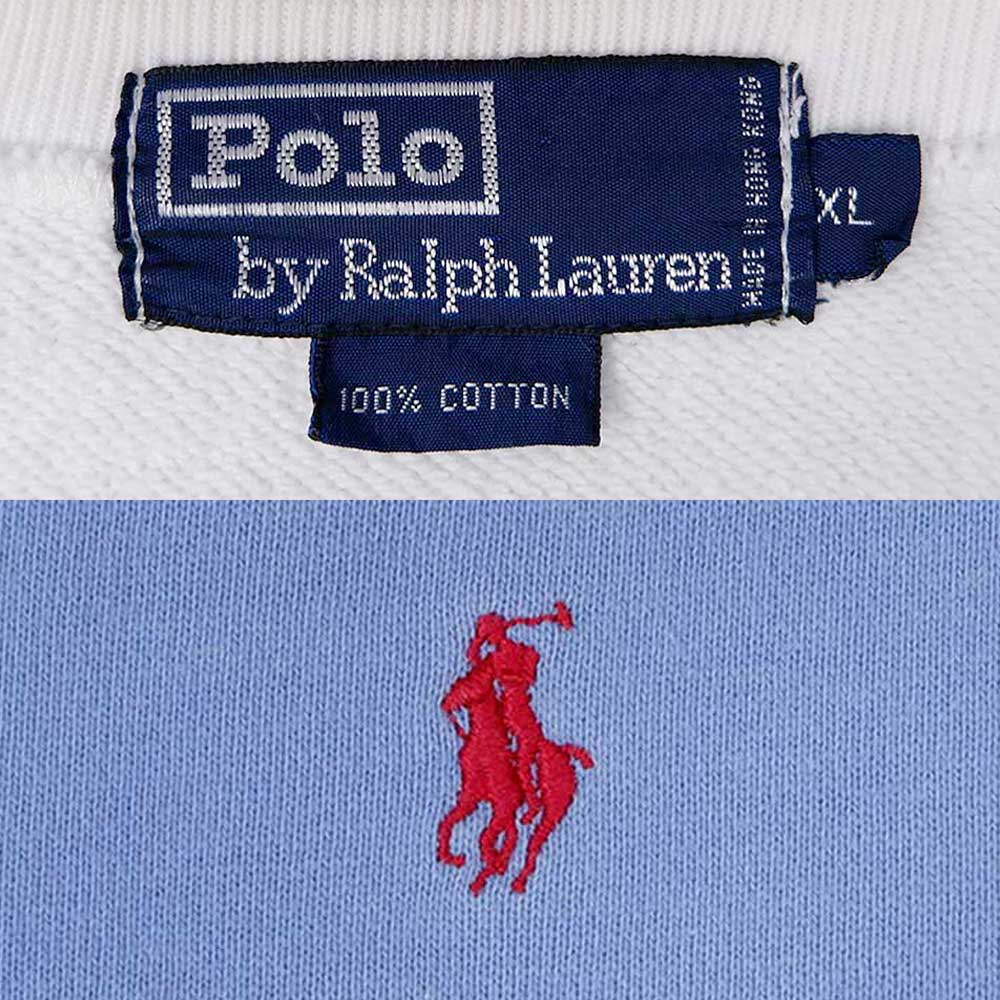 Polo
by Ralph Lauren
MADE IN HONG KONG
XL
100% COTTON